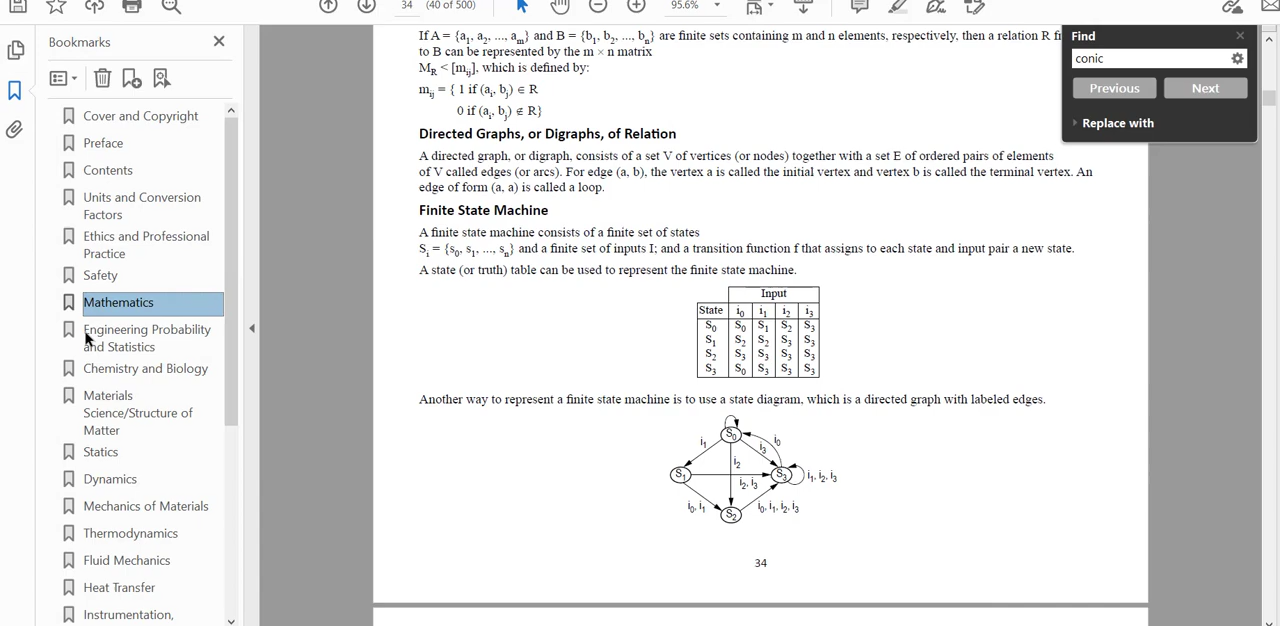 34
(40 of 500)
95.6%
Bookmarks
Cover and Copyright
Preface
Contents
Units and Conversion
Factors
Ethics and Professional
Practice
Safety
Mathematics
Engineering Probability
and Statistics
Chemistry and Biology
Materials
Science/Structure of
Matter
Statics
Dynamics
Mechanics of Materials
Thermodynamics
Fluid Mechanics
Heat Transfer
Instrumentation,
If A = {a1, a2, ..., am} and B = {b1, b2, ..., bn} are finite sets containing m and n elements, respectively, then a relation R
to B can be represented by the m × n matrix
MR < [mij], which is defined by:
mij = { 1 if (ai, bj) ∈ R
0 if (ai, bj) ∉ R}
Directed Graphs, or Digraphs, of Relation
A directed graph, or digraph, consists of a set V of vertices (or nodes) together with a set E of ordered pairs of elements
of V called edges (or arcs). For edge (a, b), the vertex a is called the initial vertex and vertex b is called the terminal vertex. An
edge of form (a, a) is called a loop.
Finite State Machine
A finite state machine consists of a finite set of states
Si = {s0, s1, ..., sn} and a finite set of inputs I; and a transition function f that assigns to each state and input pair a new state.
A state (or truth) table can be used to represent the finite state machine.
Input
State i0 i1 i2 i3
S0 S0 S1 S2 S3
S1 S2 S2 S3 S3
S2 S3 S3 S3 S3
S3 S0 S3 S3 S3
Another way to represent a finite state machine is to use a state diagram, which is a directed graph with labeled edges.
S0
i1
i3
i0
i2
S1
S3
i1, i2, i3
i2, i3
i0, i1
S2
i0, i1, i2, i3
34
Find
conic
Previous
Next
Replace with